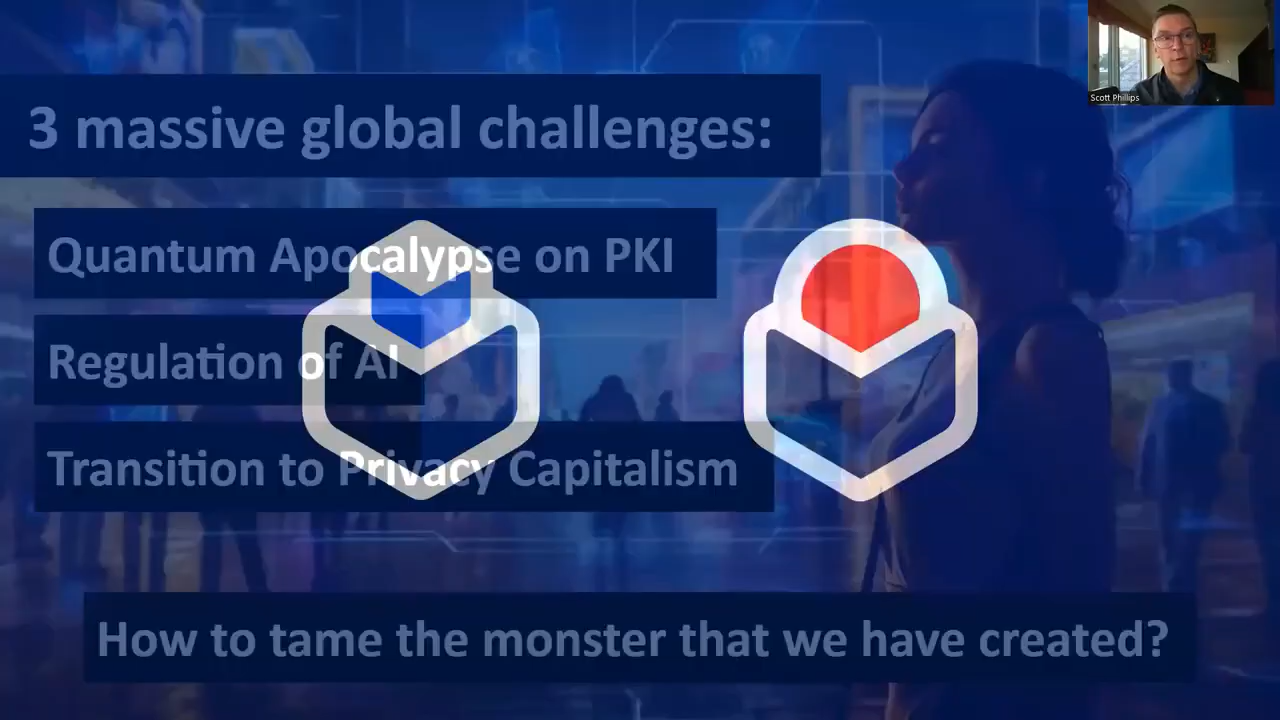 3 massive global challenges:
Scott Phillips
Quantum Apocalypse on PKI
Regulation of AI
Transition to Privacy Capitalism
How to tame the monster that we have created?